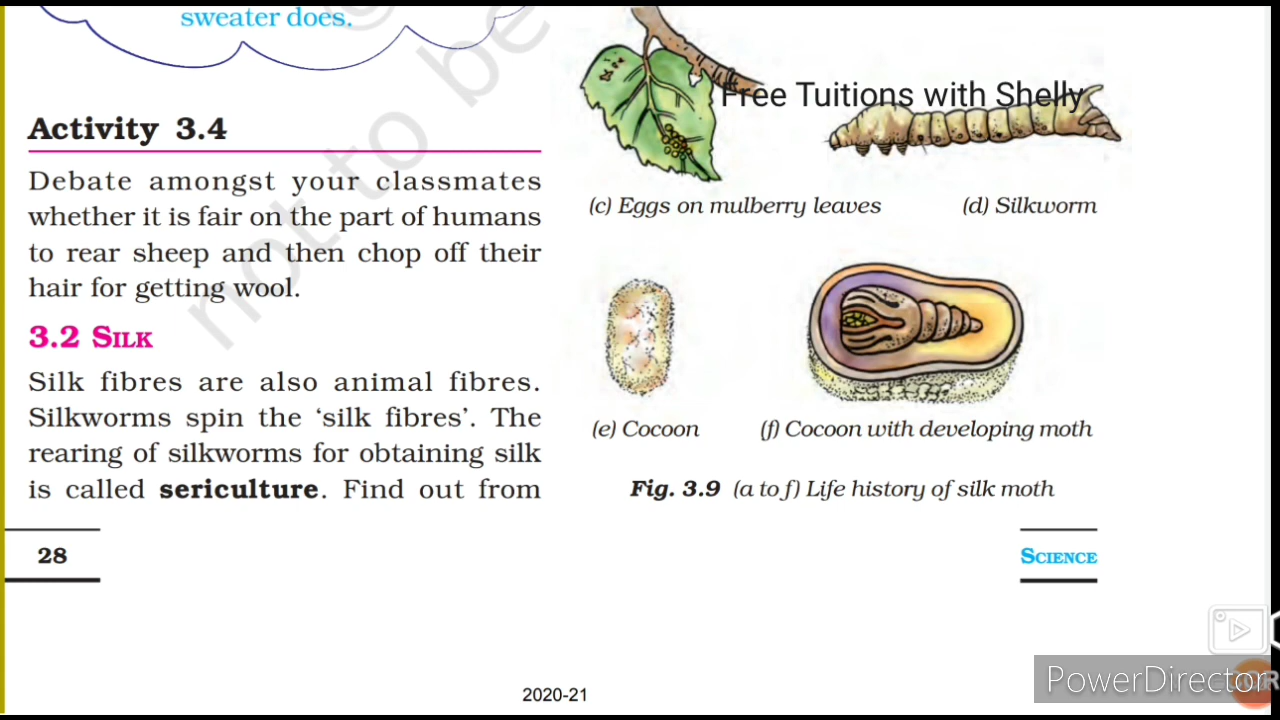 sweater does.
Activity 3.4
Debate amongst your classmates
whether it is fair on the part of humans
to rear sheep and then chop off their
hair for getting wool.
3.2 SILK
Silk fibres are also animal fibres.
Silkworms spin the ‘silk fibres’. The
rearing of silkworms for obtaining silk
is called sericulture. Find out from
28
Free Tuitions with Shelly
(c) Eggs on mulberry leaves
(d) Silkworm
(e) Cocoon
(f) Cocoon with developing moth
Fig. 3.9 (a to f) Life history of silk moth
SCIENCE
not to be
2020-21
PowerDirector